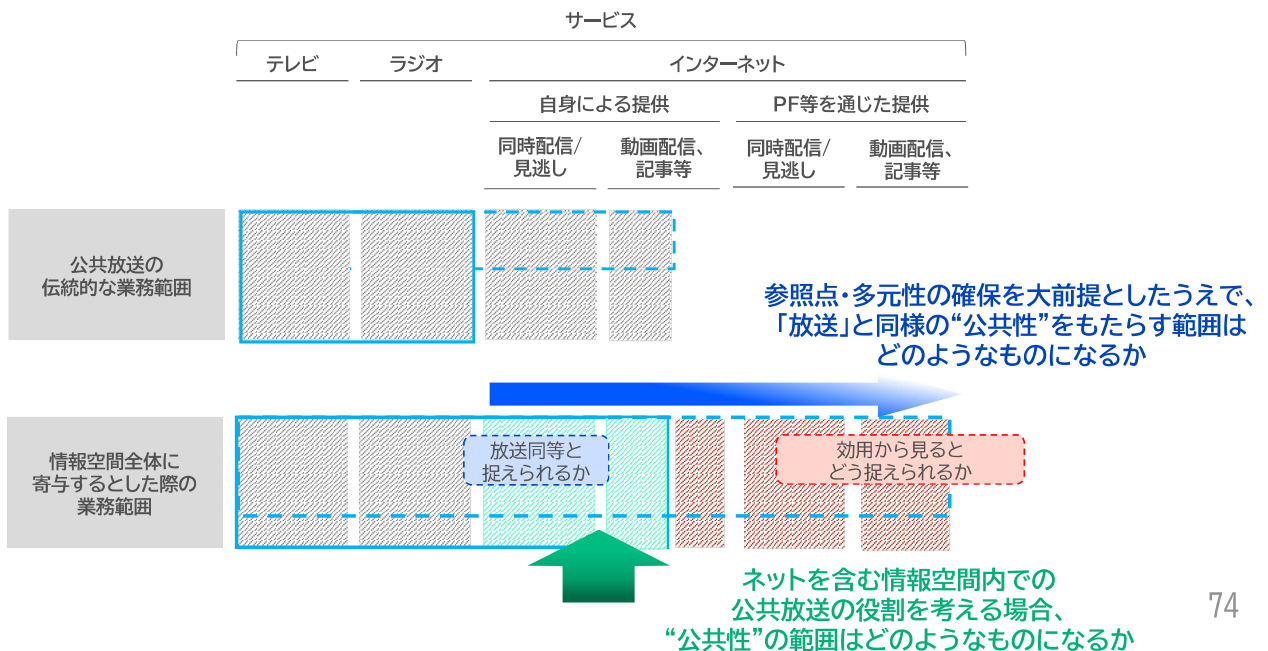 サービス
テレビ
ラジオ
インターネット
自身による提供
PF等を通じた提供
同時配信/
見逃し
動画配信、
記事等
同時配信/
見逃し
動画配信、
記事等
公共放送の
伝統的な業務範囲
参照点・多元性の確保を大前提としたうえで、
「放送」と同様の“公共性”をもたらす範囲は
どのようなものになるか
情報空間全体に
寄与するとした際の
業務範囲
放送同等と
捉えられるか
効用から見ると
どう捉えられるか
ネットを含む情報空間内での
公共放送の役割を考える場合、
“公共性”の範囲はどのようなものになるか
74